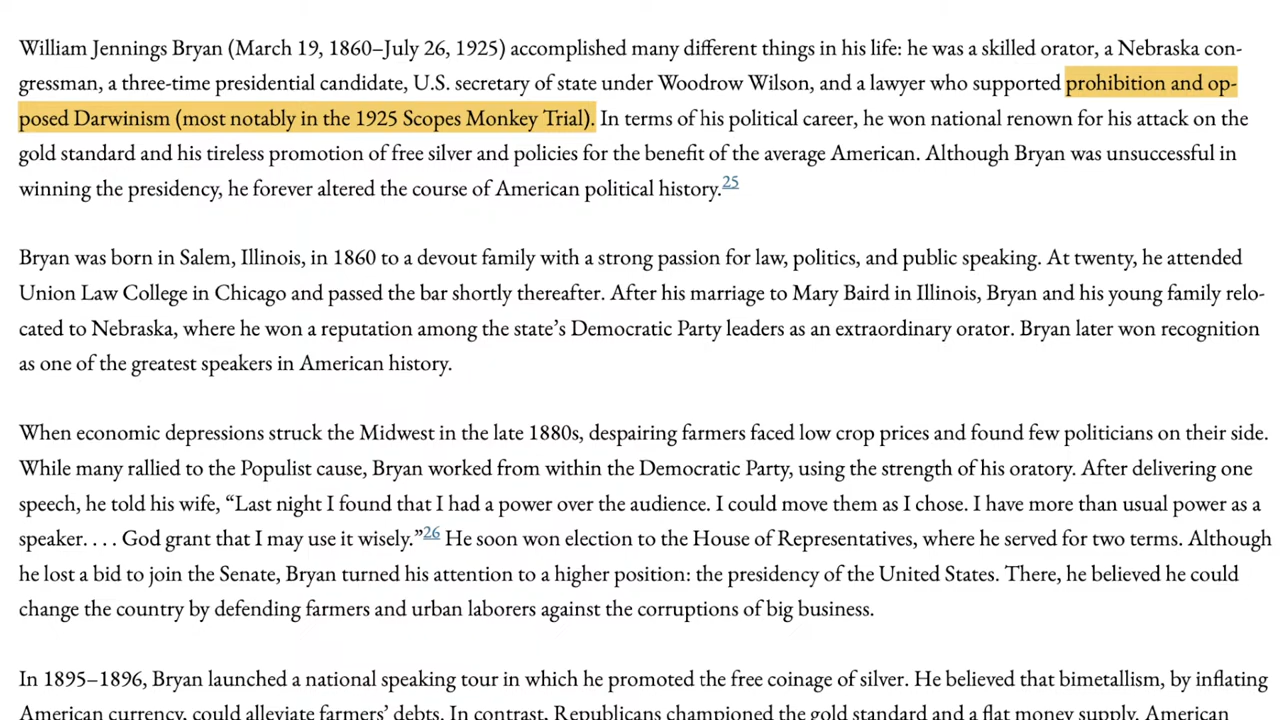 William Jennings Bryan (March 19, 1860–July 26, 1925) accomplished many different things in his life: he was a skilled orator, a Nebraska con-
gressman, a three-time presidential candidate, U.S. secretary of state under Woodrow Wilson, and a lawyer who supported prohibition and op-
posed Darwinism (most notably in the 1925 Scopes Monkey Trial). In terms of his political career, he won national renown for his attack on the
gold standard and his tireless promotion of free silver and policies for the benefit of the average American. Although Bryan was unsuccessful in
winning the presidency, he forever altered the course of American political history.25
Bryan was born in Salem, Illinois, in 1860 to a devout family with a strong passion for law, politics, and public speaking. At twenty, he attended
Union Law College in Chicago and passed the bar shortly thereafter. After his marriage to Mary Baird in Illinois, Bryan and his young family relo-
cated to Nebraska, where he won a reputation among the state’s Democratic Party leaders as an extraordinary orator. Bryan later won recognition
as one of the greatest speakers in American history.
When economic depressions struck the Midwest in the late 1880s, despairing farmers faced low crop prices and found few politicians on their side.
While many rallied to the Populist cause, Bryan worked from within the Democratic Party, using the strength of his oratory. After delivering one
speech, he told his wife, “Last night I found that I had a power over the audience. I could move them as I chose. I have more than usual power as a
speaker. . . . God grant that I may use it wisely.”26 He soon won election to the House of Representatives, where he served for two terms. Although
he lost a bid to join the Senate, Bryan turned his attention to a higher position: the presidency of the United States. There, he believed he could
change the country by defending farmers and urban laborers against the corruptions of big business.
In 1895–1896, Bryan launched a national speaking tour in which he promoted the free coinage of silver. He believed that bimetallism, by inflating
American currency, could alleviate farmers’ debts. In contrast, Republicans championed the gold standard and a flat money supply. American